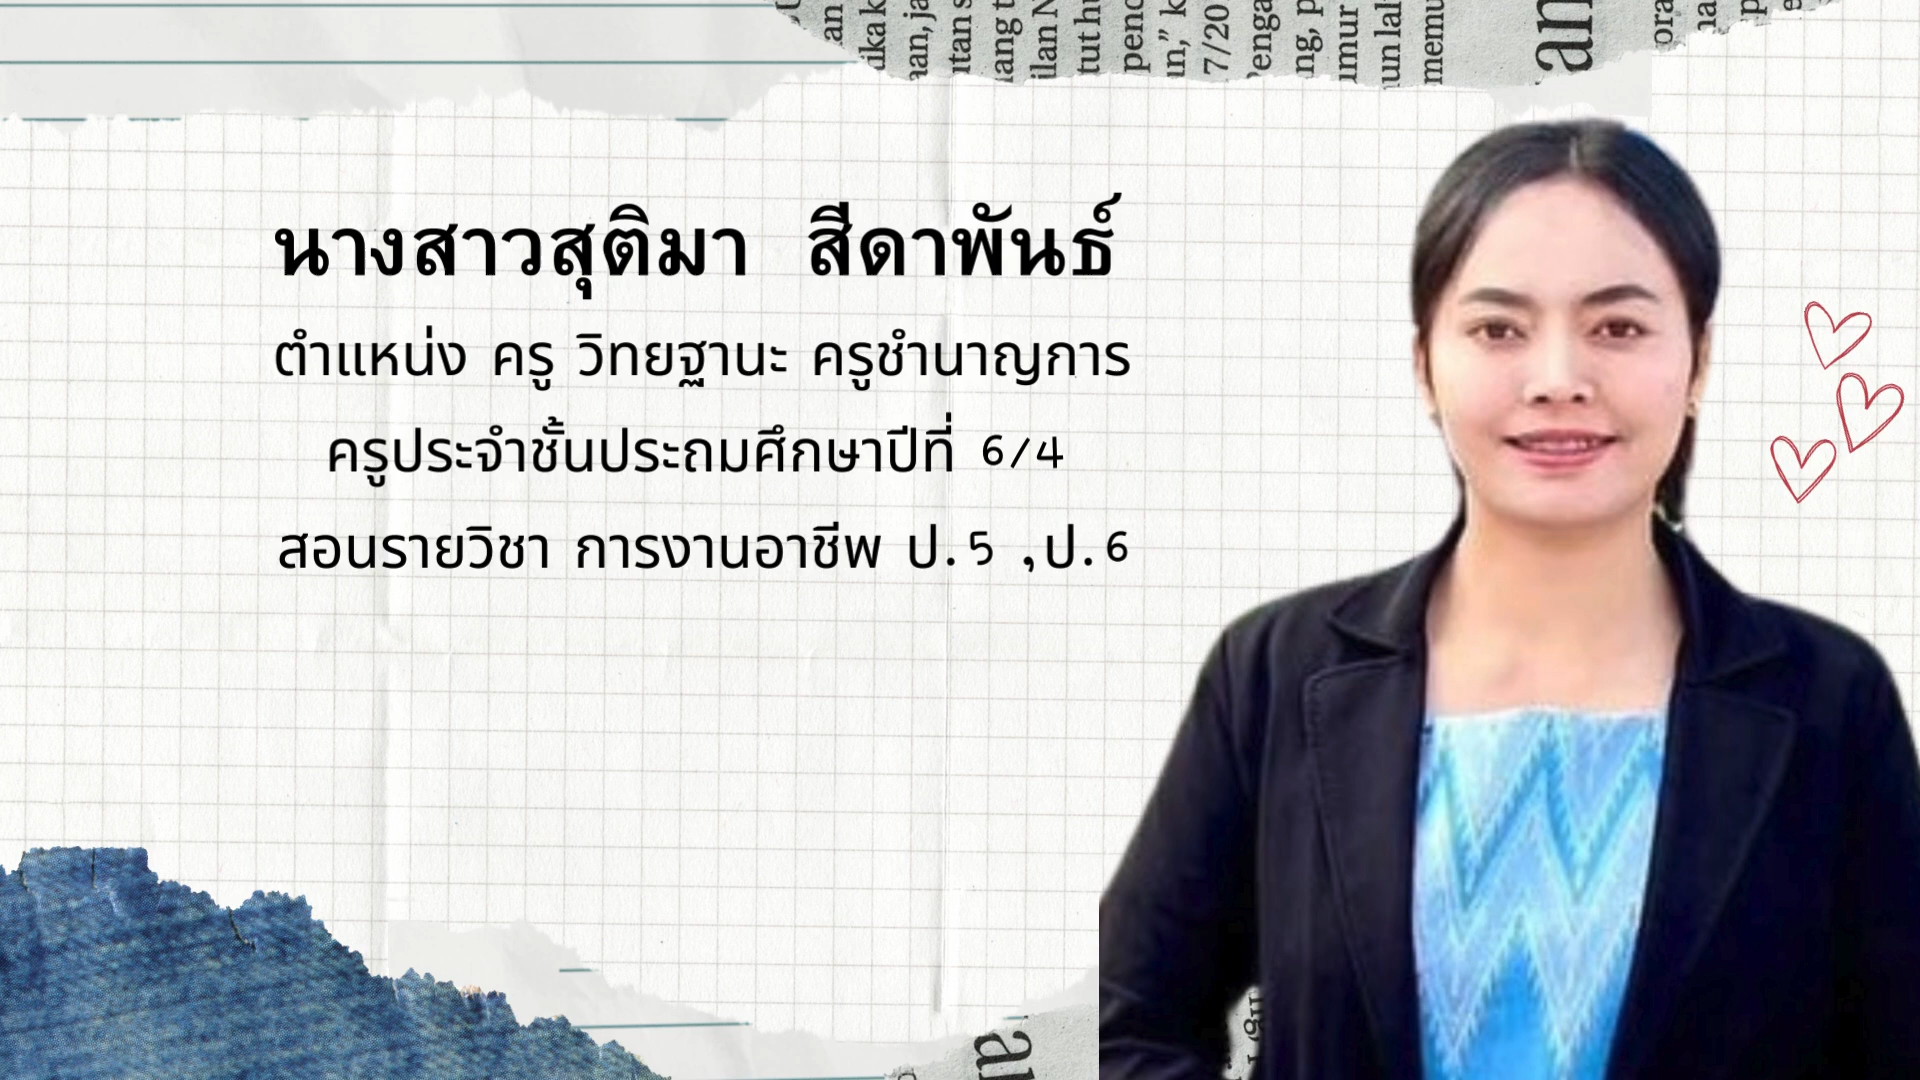 นางสาวสุติมา สีดาพันธ์
ตำแหน่ง ครู วิทยฐานะ ครูชำนาญการ
ครูประจำชั้นประถมศึกษาปีที่ 6/4
สอนรายวิชา การงานอาชีพ ป.5 ,ป.6